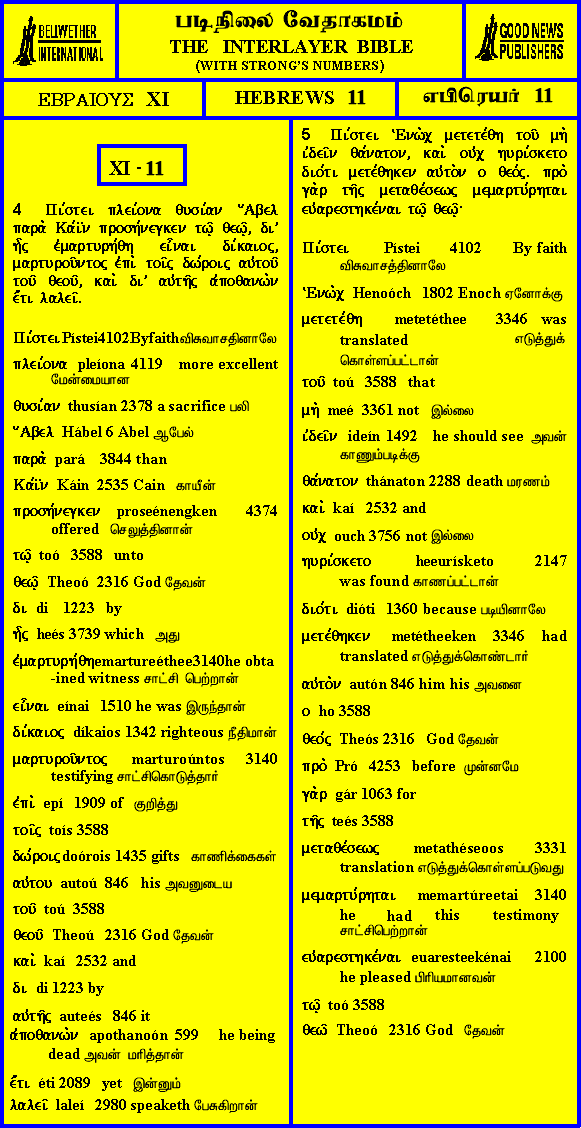 BELLWETHER
INTERNATIONAL
படிநிலை வேதாகமம்
THE INTERLAYER BIBLE
(WITH STRONG'S NUMBERS)
GOOD NEWS
PUBLISHERS
ΕΒΡΑΙΟΥΣ XI
HEBREWS 11
எபிரெயர் 11
XI - 11
4 Πίστει πλείονα θυσίαν Ἅβελ
παρὰ Κάϊν προσήνεγκεν τῷ θεῷ, δι'
ἧς ἐμαρτυρήθη εἶναι δίκαιος,
μαρτυροῦντος ἐπὶ τοῖς δώροις αὐτοῦ
τοῦ θεοῦ, καὶ δι' αὐτῆς ἀποθανὼν
ἔτι λαλεῖ.
Πίστει Pístei4102Byfaithவிசுவாசதினாலே
πλείονα pleíona 4119 more excellent
மேன்மையான
θυσίαν thusían 2378 a sacrifice பலி
Ἅβελ Hábel 6 Abel ஆபேல்
παρὰ pará 3844 than
Κάϊν Káin 2535 Cain காயீன்
προσήνεγκεν proseénengken 4374
offered செலுத்தினான்
τῷ toó 3588 unto
θεῷ Theoó 2316 God தேவன்
δι di 1223 by
ἧς heés 3739 which அது
ἐμαρτυρήθηemartureéthee3140he obta
-ined witness சாட்சி பெற்றான்
εἶναι eínai 1510 he was இருந்தான்
δίκαιος díkaios 1342 righteous நீதிமான்
μαρτυροῦντος marturoúntos 3140
testifying சாட்சிகொடுத்தார்
ἐπὶ epí 1909 of குறித்து
τοῖς toís 3588
δώροις doórois 1435 gifts காணிக்கைகள்
αὐτου autoú 846 his அவனுடைய
τοῦ toú 3588
θεοῦ Theoú 2316 God தேவன்
καὶ kaí 2532 and
δι di 1223 by
αὐτῆς auteés 846 it
ἀποθανὼν apothanoón 599 he being
dead அவன் மரித்தான்
ἔτι éti 2089 yet இன்னும்
λαλεῖ laleí 2980 speaketh பேசுகிறான்
5 Πίστει Ἑνὼχ μετετέθη τοῦ μὴ
ἰδεῖν θάνατον, καὶ οὐχ ηυρίσκετο
διότι μετέθηκεν αὐτὸν ο θεός. πρὸ
γὰρ τῆς μεταθέσεως μεμαρτύρηται
εὐαρεστηκέναι τῷ θεῷ·
Πίστει Pistei 4102 By faith
விசுவாசத்தினாலே
Ἑνὼχ Henoóch 1802 Enoch ஏனோக்கு
μετετέθη metetéthee 3346 was
translated எடுத்துக்
கொள்ளப்பட்டான்
τοῦ toú 3588 that
μὴ meé 3361 not இல்லை
ἰδεῖν ideín 1492 he should see அவன்
காணும்படிக்கு
θάνατον thánaton 2288 death மரணம்
καὶ kaí 2532 and
οὐχ ouch 3756 not இல்லை
ηυρίσκετο heeurísketo 2147
was found காணப்பட்டான்
διότι dióti 1360 because படியினாலே
μετέθηκεν metétheeken 3346 had
translated எடுத்துக்கொண்டார்
αὐτὸν autón 846 him his அவனை
ο ho 3588
θεός Theós 2316 God தேவன்
πρὸ Pró 4253 before முன்னமே
γὰρ gár 1063 for
τῆς teés 3588
μεταθέσεως metathéseoos 3331
translation எடுத்துக்கொள்ளப்படுவது
μεμαρτύρηται memartúreetai 3140
he had this testimony
சாட்சிபெற்றான்
εὐαρεστηκέναι euaresteekénai 2100
he pleased பிரியமானவன்
τῷ toó 3588
θεῶ Theoó 2316 God தேவன்